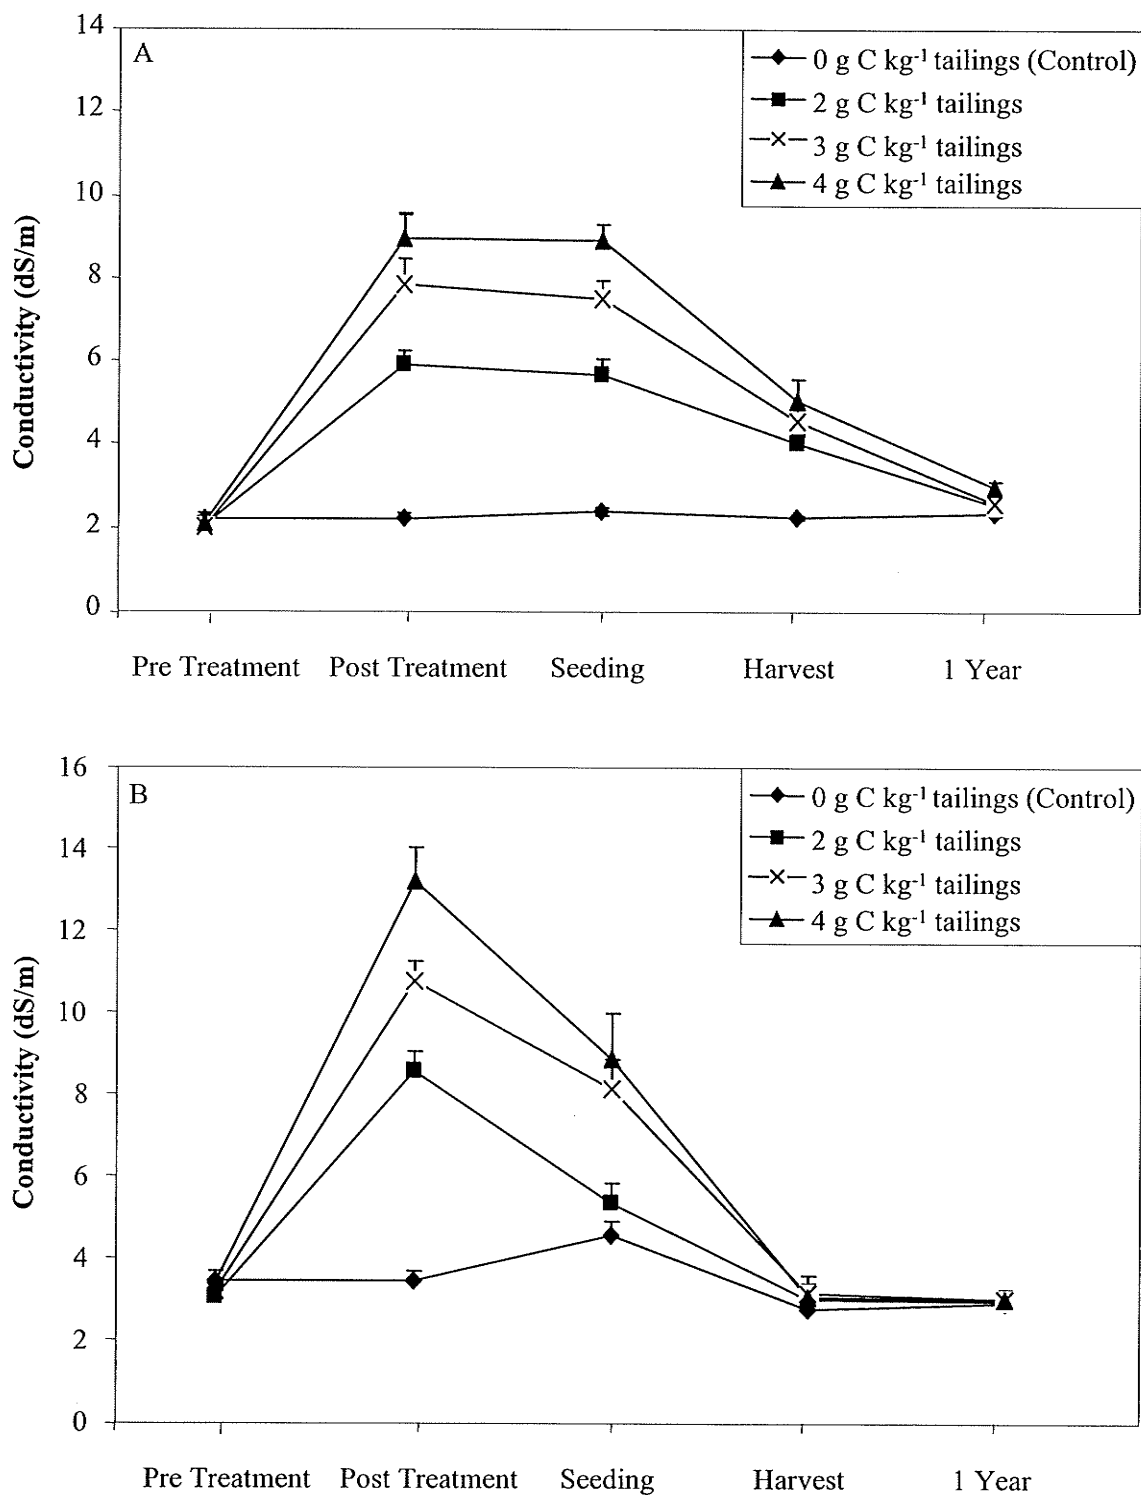 14
12
10
8
6
4
2
0
Conductivity (dS/m)
A
0 g C kg⁻¹ tailings (Control)
2 g C kg⁻¹ tailings
3 g C kg⁻¹ tailings
4 g C kg⁻¹ tailings
Pre Treatment
Post Treatment
Seeding
Harvest
1 Year
16
14
12
10
8
6
4
2
0
Conductivity (dS/m)
B
0 g C kg⁻¹ tailings (Control)
2 g C kg⁻¹ tailings
3 g C kg⁻¹ tailings
4 g C kg⁻¹ tailings
Pre Treatment
Post Treatment
Seeding
Harvest
1 Year